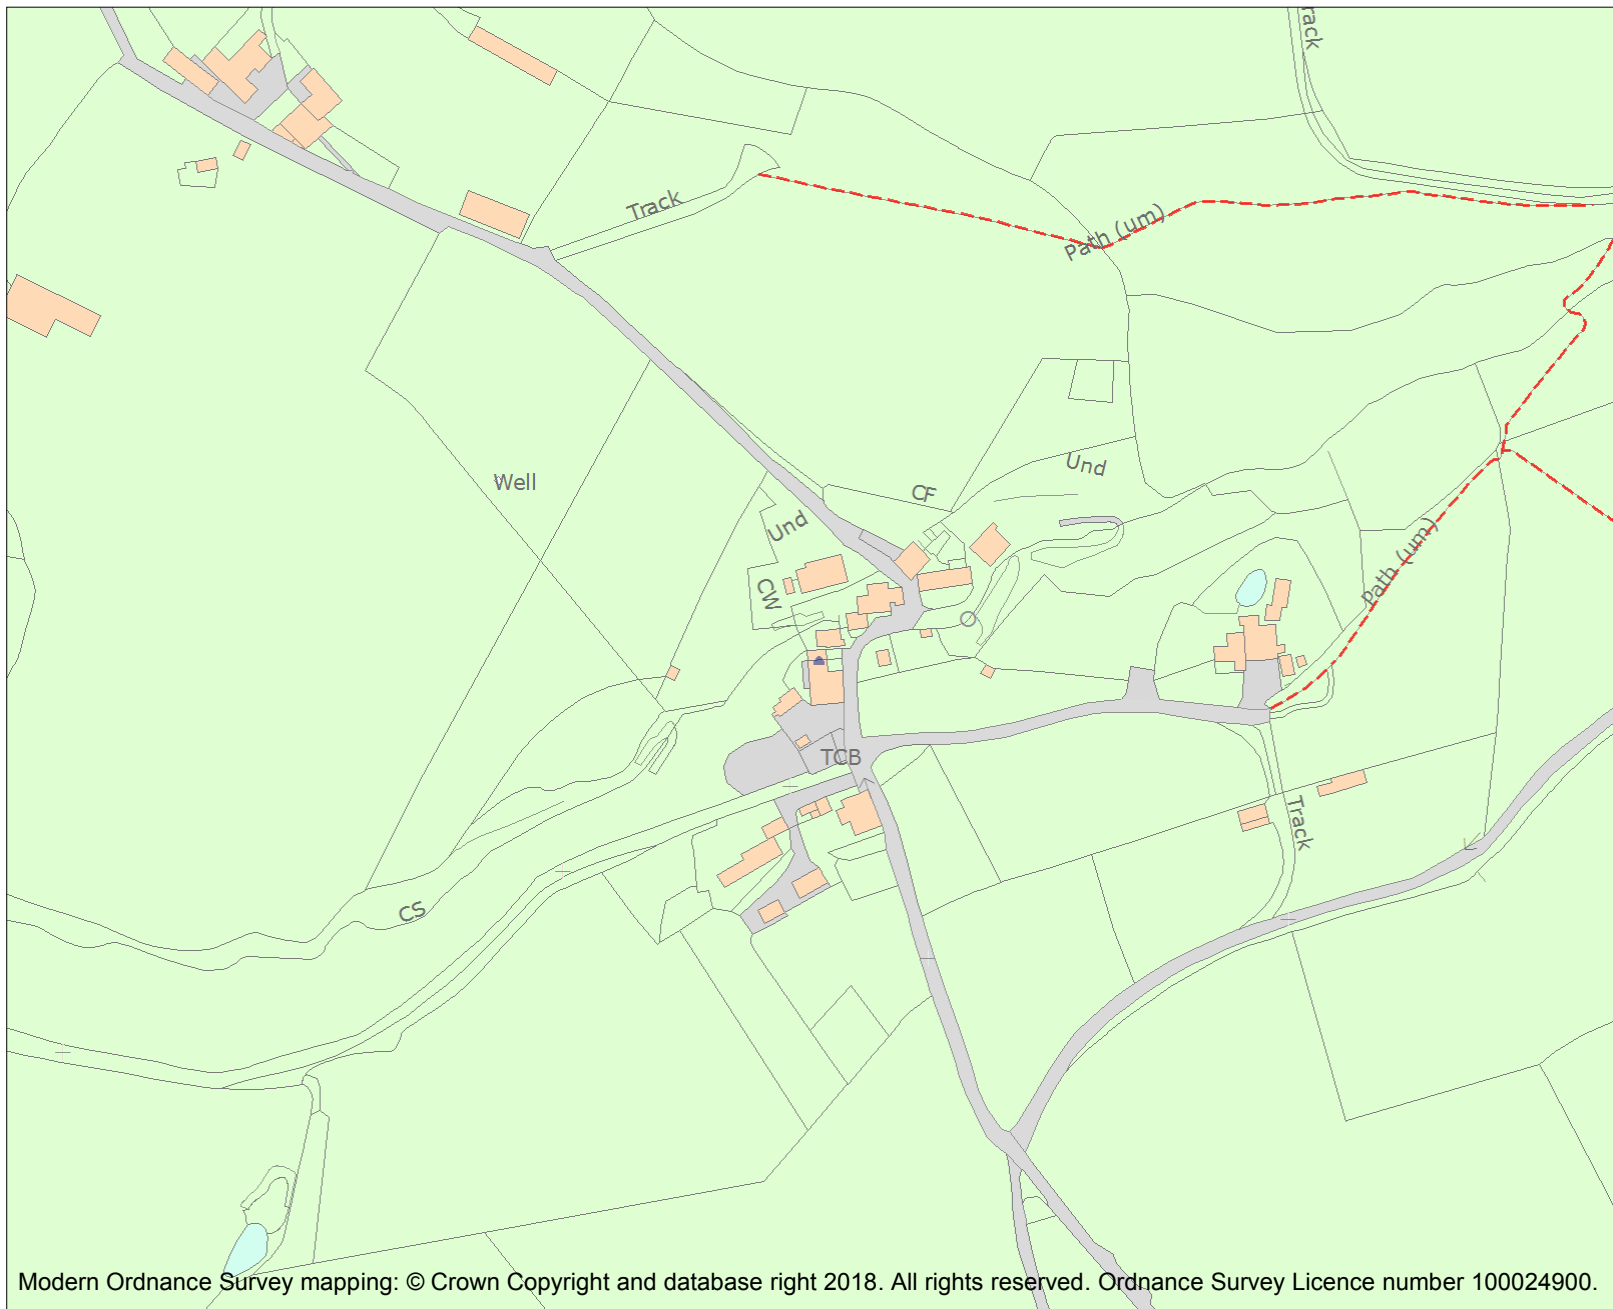 rack
Track
Path (um)
Well
Und
CF
Und
CW
Path (um)
TCB
Track
CS
Modern Ordnance Survey mapping: © Crown Copyright and database right 2018. All rights reserved. Ordnance Survey Licence number 100024900.